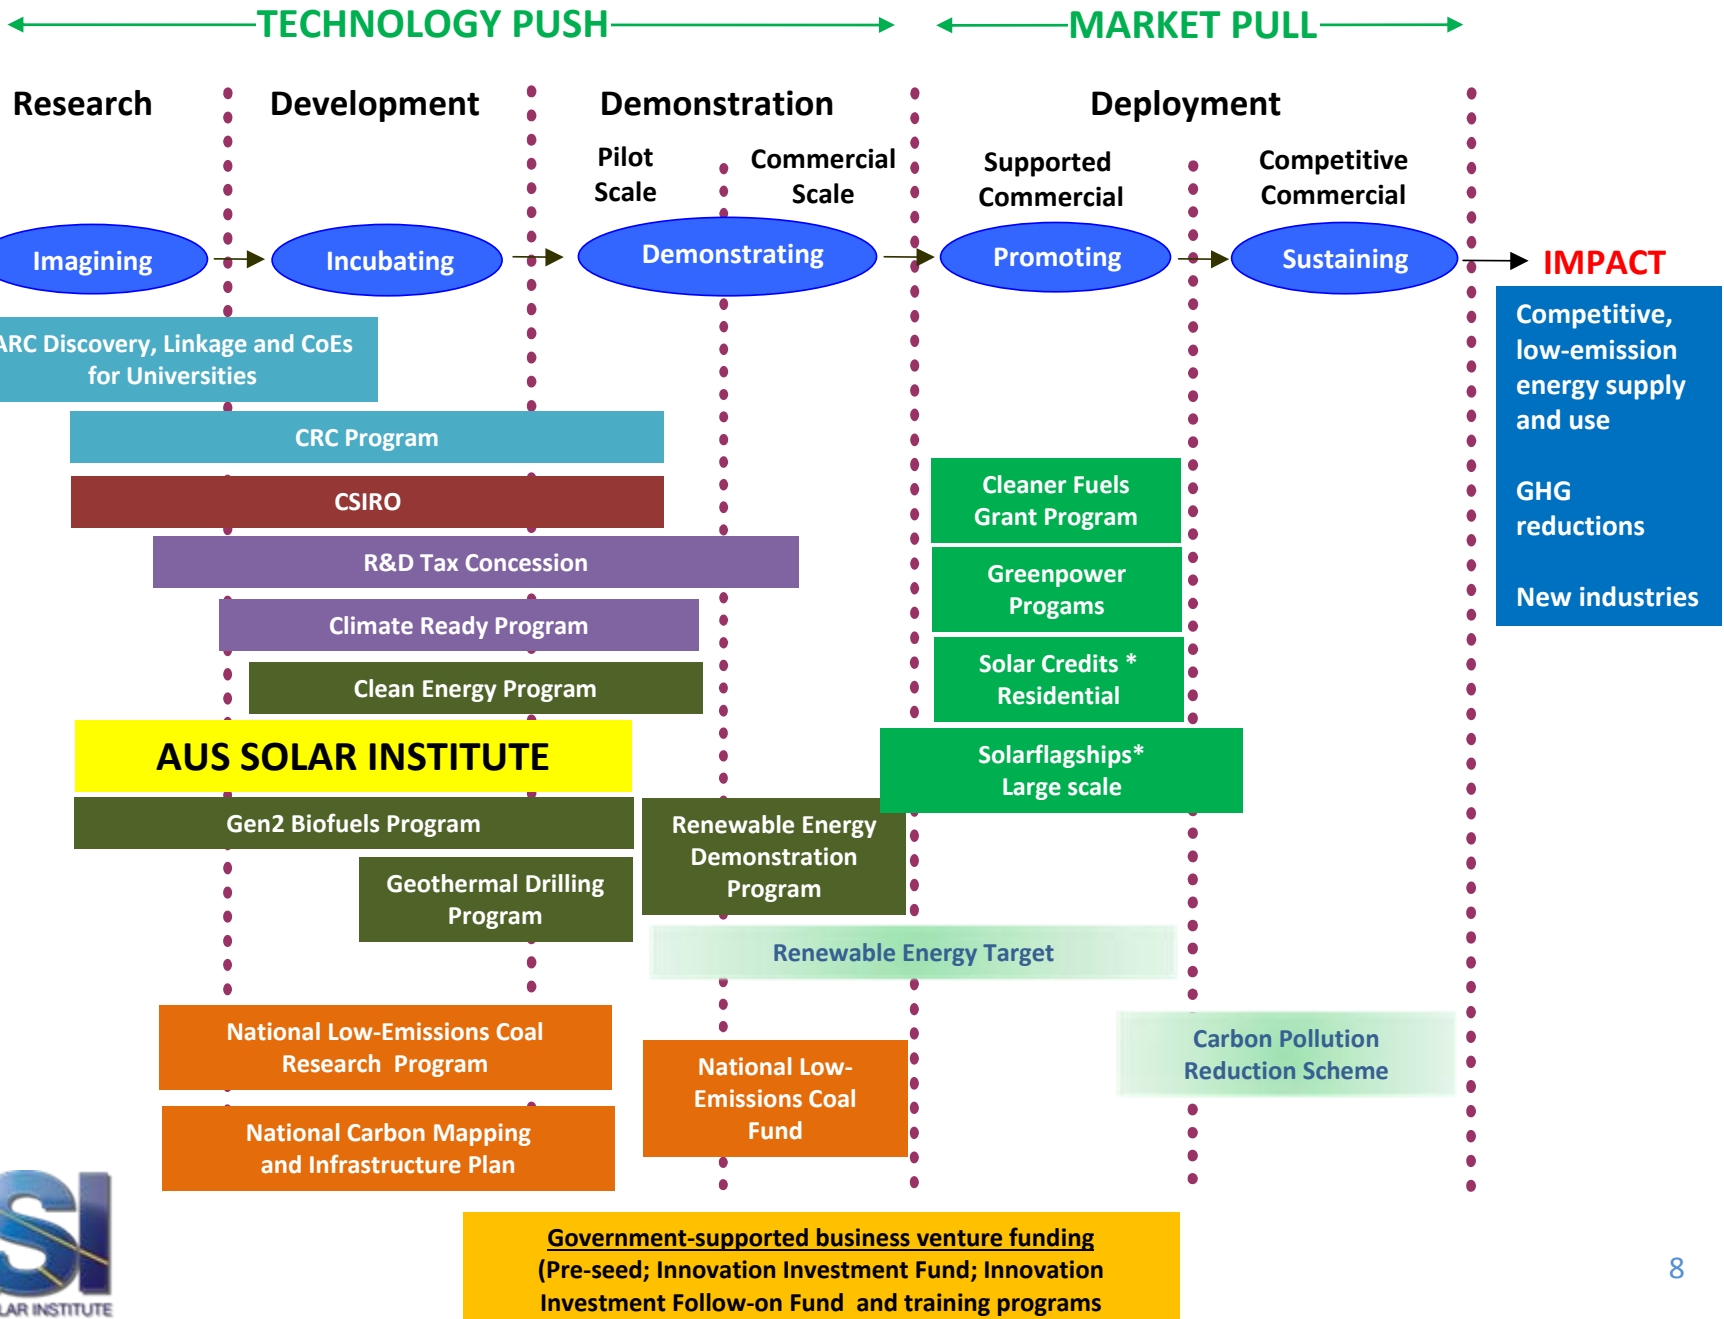 TECHNOLOGY PUSH
MARKET PULL
Research
Development
Demonstration
Deployment
Pilot
Scale
Commercial
Scale
Supported
Commercial
Competitive
Commercial
Imagining
Incubating
Demonstrating
Promoting
Sustaining
IMPACT
Competitive,
low-emission
energy supply
and use
GHG
reductions
New industries
ARC Discovery, Linkage and CoEs
for Universities
CRC Program
CSIRO
R&D Tax Concession
Climate Ready Program
Clean Energy Program
AUS SOLAR INSTITUTE
Gen2 Biofuels Program
Geothermal Drilling
Program
Renewable Energy
Demonstration
Program
Cleaner Fuels
Grant Program
Greenpower
Progams
Solar Credits *
Residential
Solarflagships*
Large scale
Renewable Energy Target
Carbon Pollution
Reduction Scheme
National Low-Emissions Coal
Research Program
National Carbon Mapping
and Infrastructure Plan
National Low-
Emissions Coal
Fund
Government-supported business venture funding
(Pre-seed; Innovation Investment Fund; Innovation
Investment Follow-on Fund and training programs
SI
LAR INSTITUTE
8